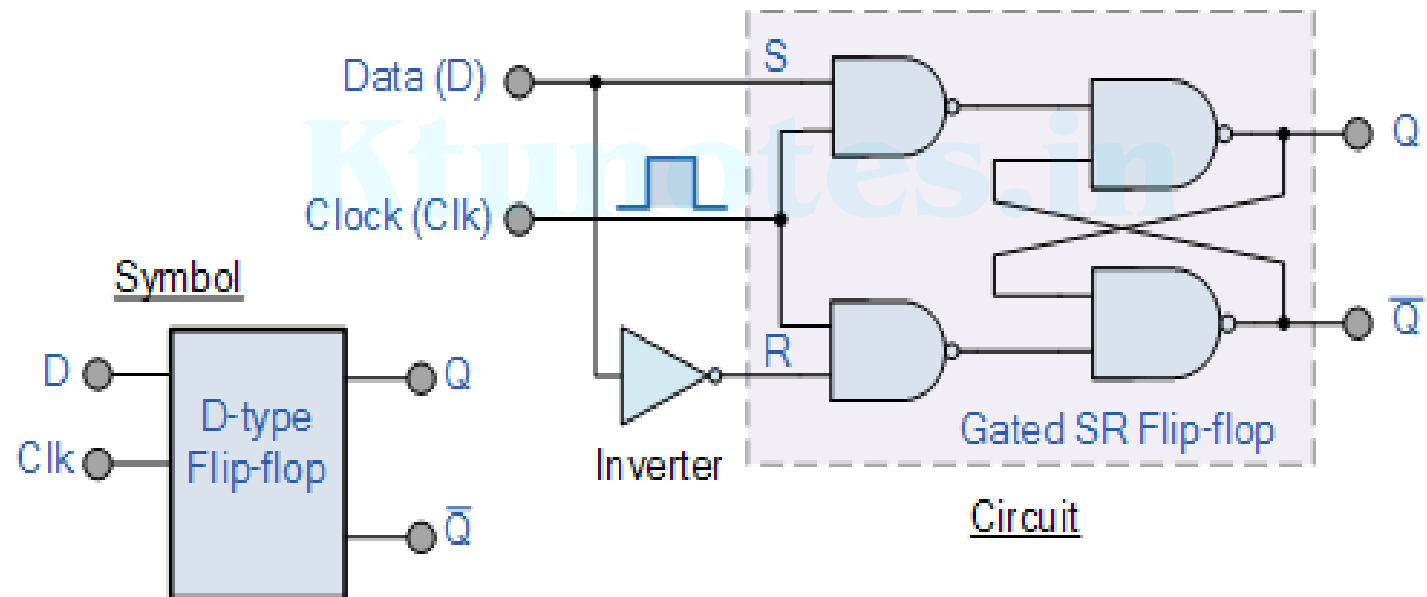 Data (D)
S
Q
Ktunotes.in
Clock (Clk)
Symbol
Q̅
D
Q
R
D-type
Flip-flop
Gated SR Flip-flop
Clk
Inverter
Circuit
Q̅